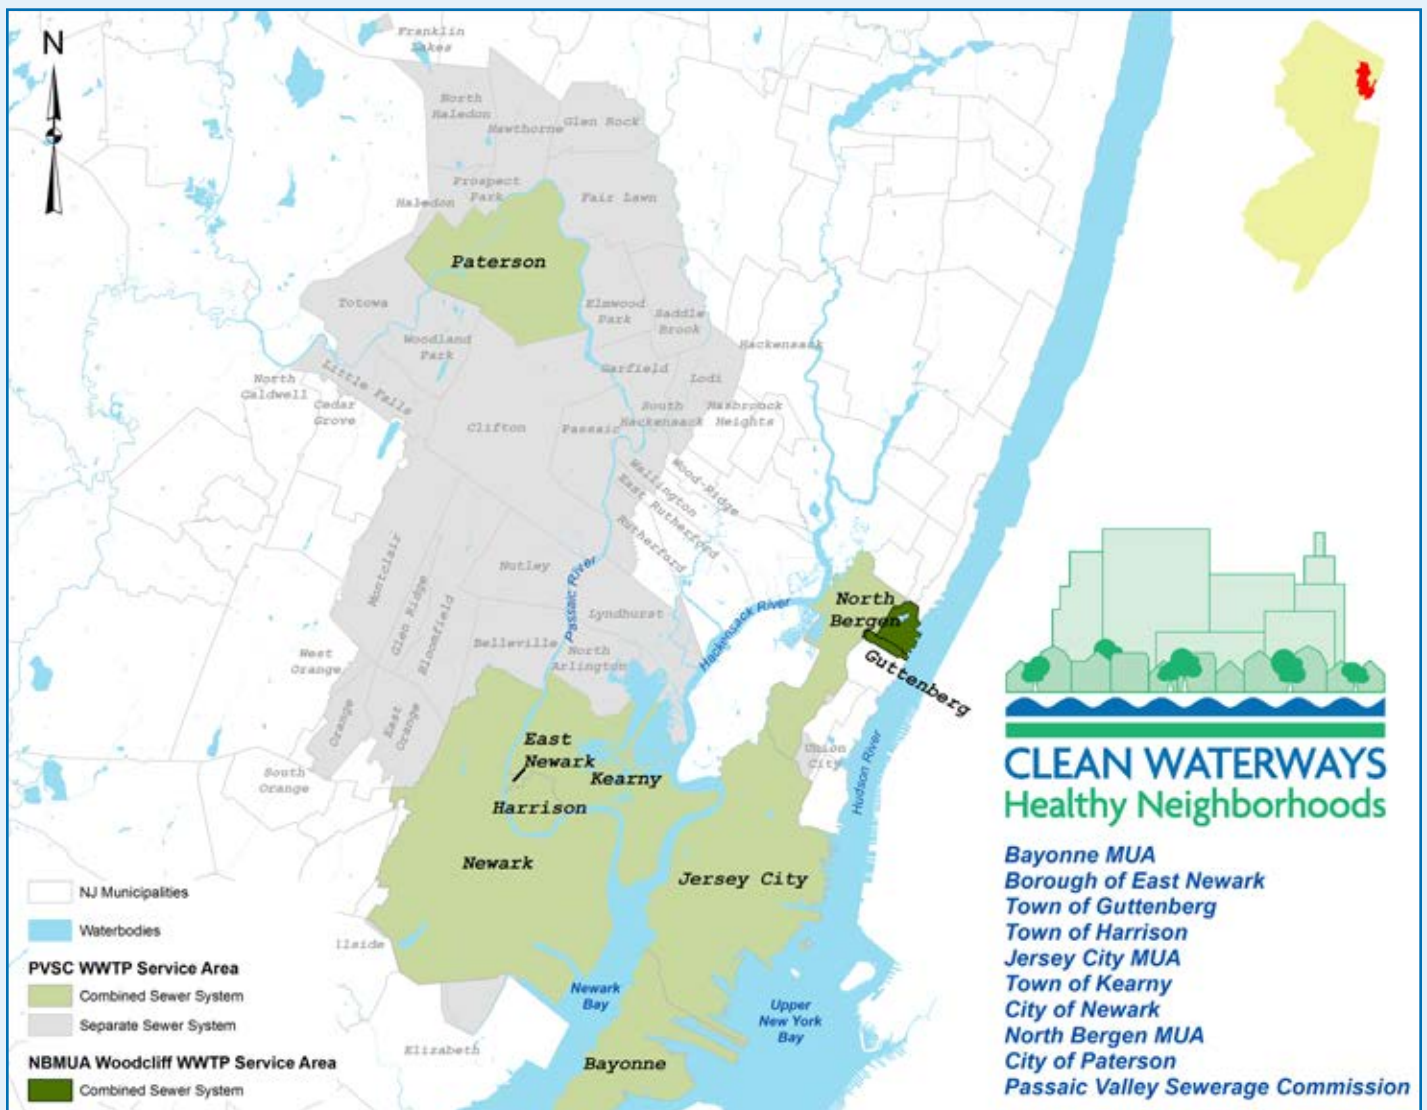 N
Franklin
Lakes
North
Haledon
Hawthorne
Glen Rock
Prospect
Park
Haledon
Fair Lawn
Paterson
Totowa
Elmwood
Park
Saddle
Brook
Woodland
Park
Hackensack
Little Falls
Garfield
Lodi
North
Caldwell
Cedar
Grove
South
Hackensack
Hasbrouck
Heights
Clifton
Passaic
Wood-Ridge
Wallington
East Rutherford
Rutherford
Montclair
Nutley
Passaic River
Glen Ridge
Bloomfield
Lyndhurst
Hackensack River
North
Bergen
Guttenberg
Belleville
North
Arlington
West
Orange
Orange
East
Orange
South
Orange
East
Newark
Kearny
Harrison
Union
City
Hudson River
Newark
Jersey City
llside
Newark
Bay
Upper
New York
Bay
Elizabeth
Bayonne
NJ Municipalities
Waterbodies
PVSC WWTP Service Area
Combined Sewer System
Separate Sewer System
NBMUA Woodcliff WWTP Service Area
Combined Sewer System
CLEAN WATERWAYS
Healthy Neighborhoods
Bayonne MUA
Borough of East Newark
Town of Guttenberg
Town of Harrison
Jersey City MUA
Town of Kearny
City of Newark
North Bergen MUA
City of Paterson
Passaic Valley Sewerage Commission